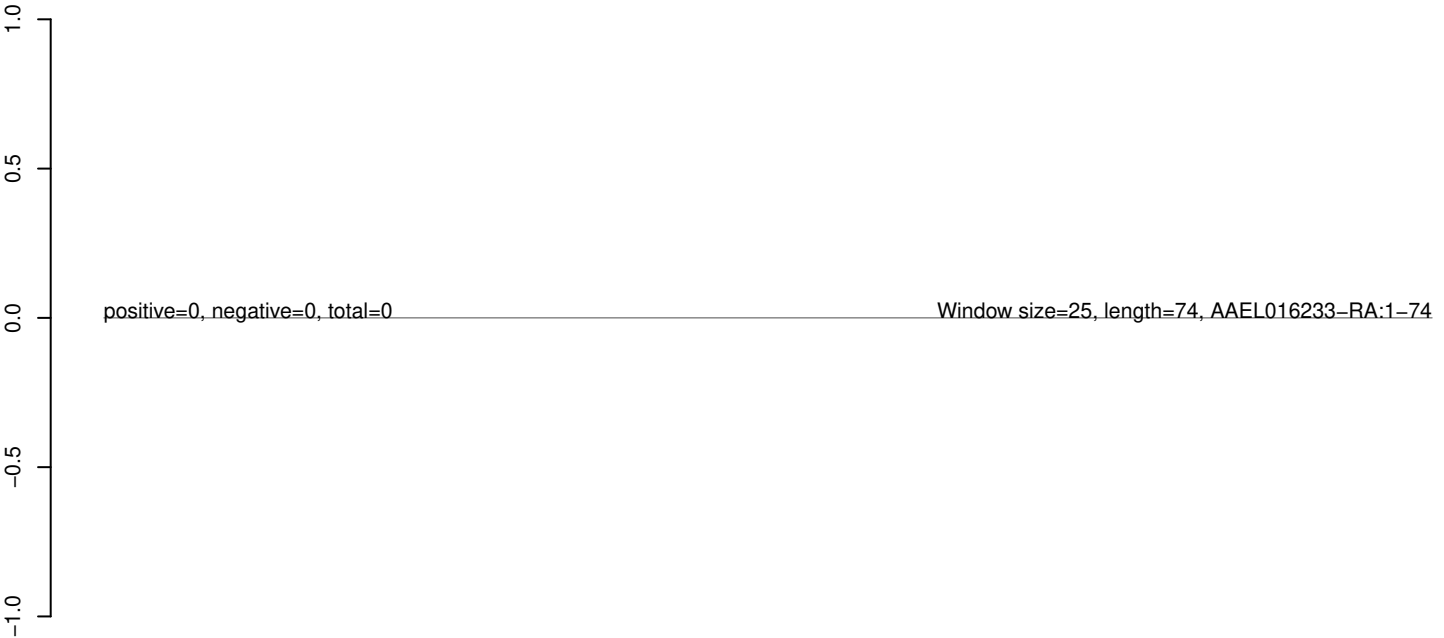 1.0
0.5
positive=0, negative=0, total=0
Window size=25, length=74, AAEL016233−RA:1−74
0.0
−0.5
−1.0